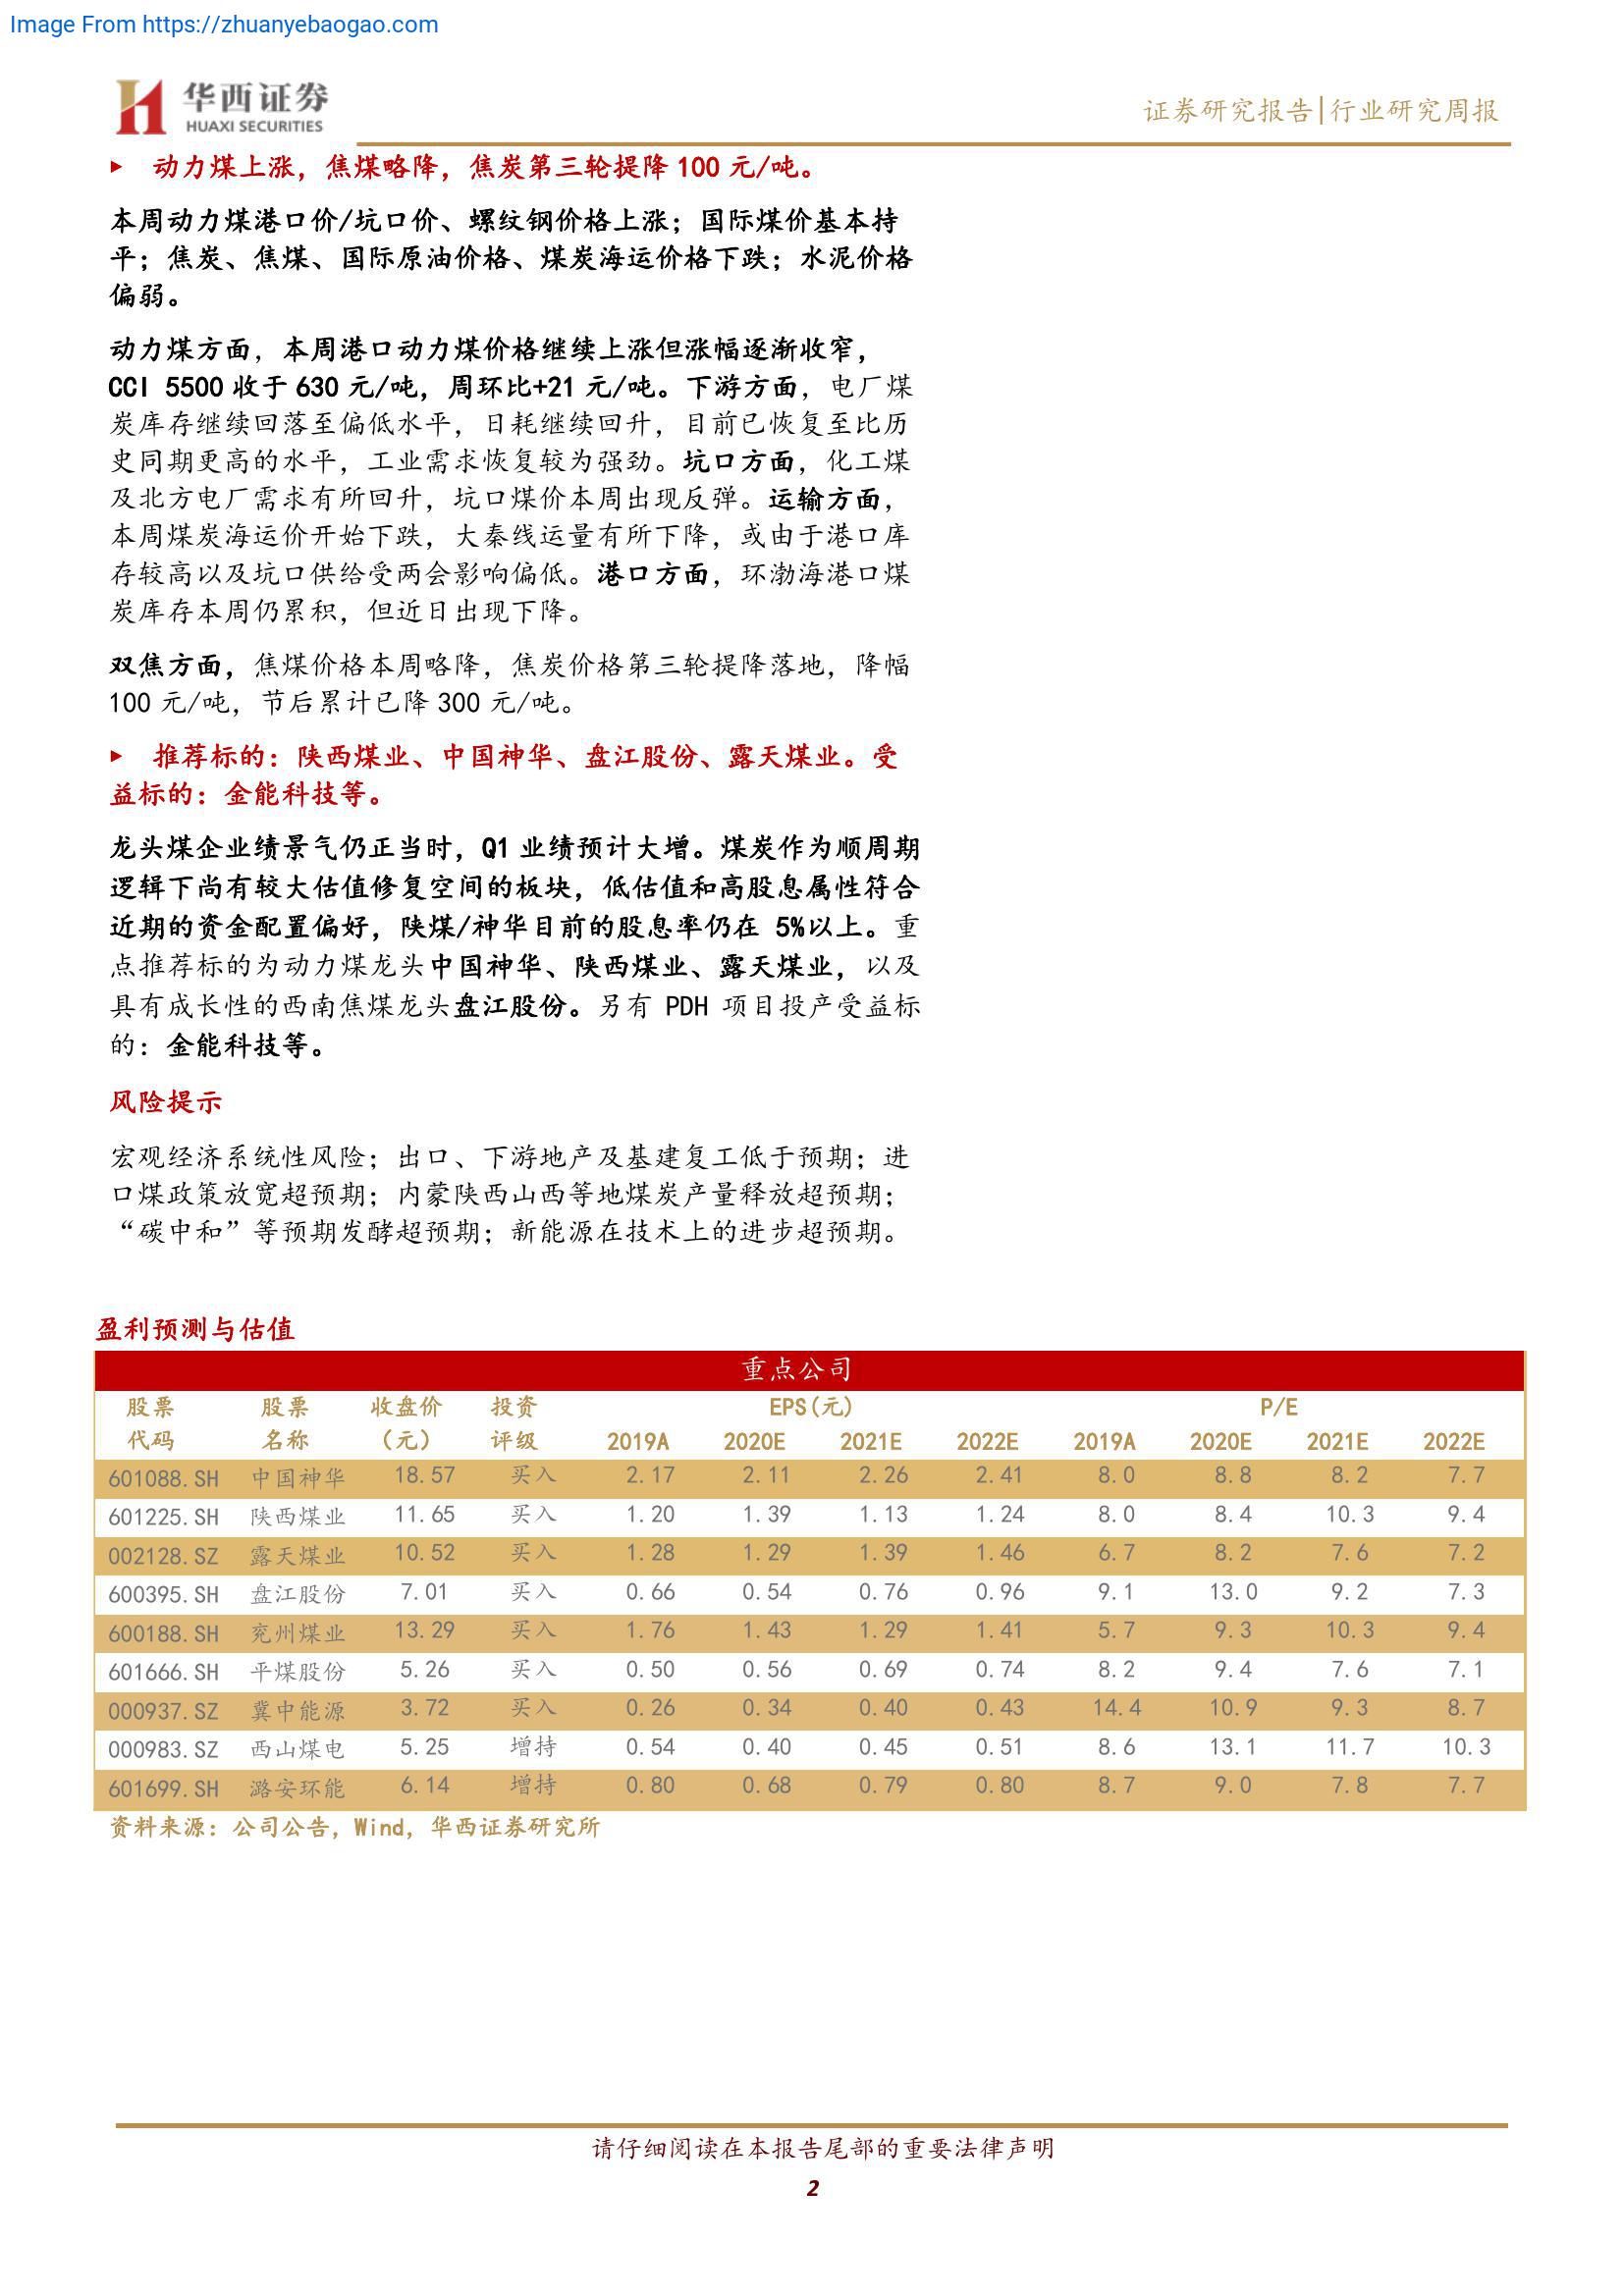 Image From https://zhuanyebaogao.com
华西证券
HUAXI SECURITIES
证券研究报告|行业研究周报
▶ 动力煤上涨，焦煤略降，焦炭第三轮提降 100 元/吨。
本周动力煤港口价/坑口价、螺纹钢价格上涨；国际煤价基本持
平；焦炭、焦煤、国际原油价格、煤炭海运价格下跌；水泥价格
偏弱。
动力煤方面，本周港口动力煤价格继续上涨但涨幅逐渐收窄，
CCI 5500 收于 630 元/吨，周环比+21 元/吨。下游方面，电厂煤
炭库存继续回落至偏低水平，日耗继续回升，目前已恢复至比历
史同期更高的水平，工业需求恢复较为强劲。坑口方面，化工煤
及北方电厂需求有所回升，坑口煤价本周出现反弹。运输方面，
本周煤炭海运价开始下跌，大秦线运量有所下降，或由于港口库
存较高以及坑口供给受两会影响偏低。港口方面，环渤海港口煤
炭库存本周仍累积，但近日出现下降。
双焦方面，焦煤价格本周略降，焦炭价格第三轮提降落地，降幅
100 元/吨，节后累计已降 300 元/吨。
▶ 推荐标的：陕西煤业、中国神华、盘江股份、露天煤业。受
益标的：金能科技等。
龙头煤企业绩景气仍正当时，Q1 业绩预计大增。煤炭作为顺周期
逻辑下尚有较大估值修复空间的板块，低估值和高股息属性符合
近期的资金配置偏好，陕煤/神华目前的股息率仍在 5%以上。重
点推荐标的为动力煤龙头中国神华、陕西煤业、露天煤业，以及
具有成长性的西南焦煤龙头盘江股份。另有 PDH 项目投产受益标
的：金能科技等。
风险提示
宏观经济系统性风险；出口、下游地产及基建复工低于预期；进
口煤政策放宽超预期；内蒙陕西山西等地煤炭产量释放超预期；
“碳中和”等预期发酵超预期；新能源在技术上的进步超预期。
盈利预测与估值
重点公司
股票 股票 收盘价 投资 EPS(元) P/E
代码 名称 （元） 评级 2019A 2020E 2021E 2022E 2019A 2020E 2021E 2022E
601088.SH 中国神华 18.57 买入 2.17 2.11 2.26 2.41 8.0 8.8 8.2 7.7
601225.SH 陕西煤业 11.65 买入 1.20 1.39 1.13 1.24 8.0 8.4 10.3 9.4
002128.SZ 露天煤业 10.52 买入 1.28 1.29 1.39 1.46 6.7 8.2 7.6 7.2
600395.SH 盘江股份 7.01 买入 0.66 0.54 0.76 0.96 9.1 13.0 9.2 7.3
600188.SH 兖州煤业 13.29 买入 1.76 1.43 1.29 1.41 5.7 9.3 10.3 9.4
601666.SH 平煤股份 5.26 买入 0.50 0.56 0.69 0.74 8.2 9.4 7.6 7.1
000937.SZ 冀中能源 3.72 买入 0.26 0.34 0.40 0.43 14.4 10.9 9.3 8.7
000983.SZ 西山煤电 5.25 增持 0.54 0.40 0.45 0.51 8.6 13.1 11.7 10.3
601699.SH 潞安环能 6.14 增持 0.80 0.68 0.79 0.80 8.7 9.0 7.8 7.7
资料来源：公司公告，Wind，华西证券研究所
请仔细阅读在本报告尾部的重要法律声明
2